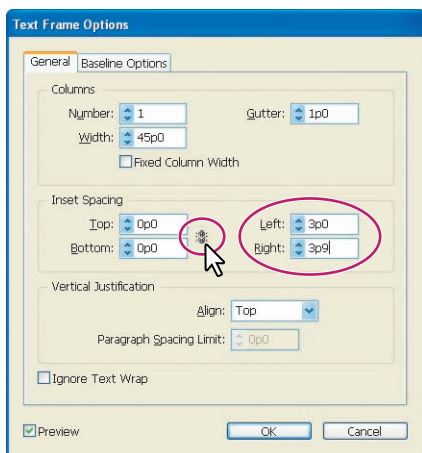 Text Frame Options
General Baseline Options
Columns
Number: 1 Gutter: 1p0
Width: 45p0
Fixed Column Width
Inset Spacing
Top: 0p0 Left: 3p0
Bottom: 0p0 Right: 3p9
Vertical Justification
Align: Top
Paragraph Spacing Limit: 0p0
Ignore Text Wrap
Preview OK Cancel